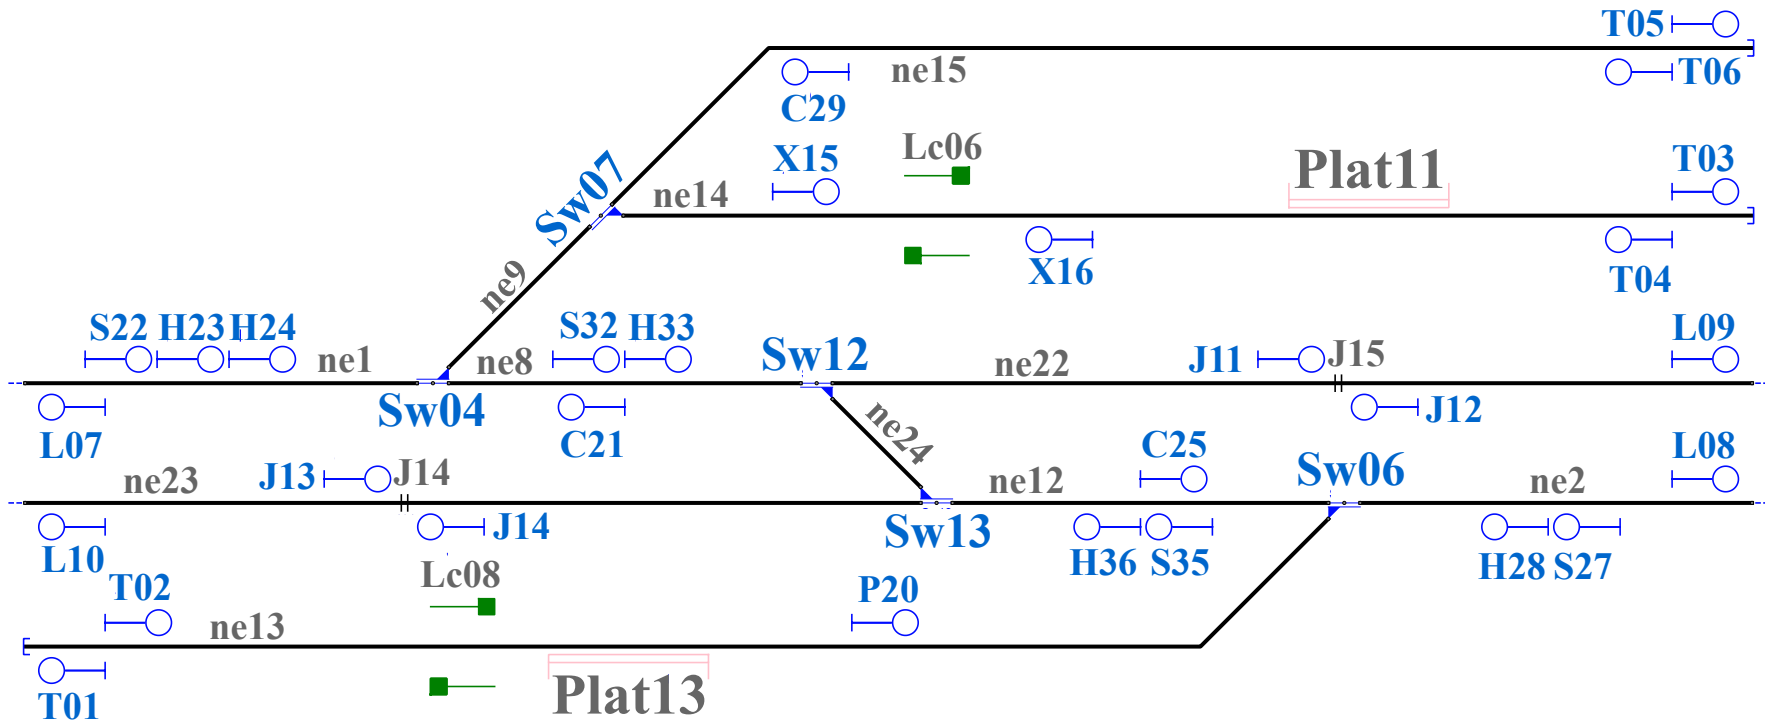 T05
ne15
T06
C29
X15
Lc06
Plat11
T03
Sw07
ne14
X16
T04
ne9
S22 H23 H24
ne1
ne8
S32 H33
Sw12
ne22
J11
J15
L09
L07
Sw04
C21
ne24
J12
ne23
J13
J14
ne12
C25
Sw06
ne2
L08
L10
J14
Sw13
H36 S35
H28 S27
T02
Lc08
P20
ne13
T01
Plat13